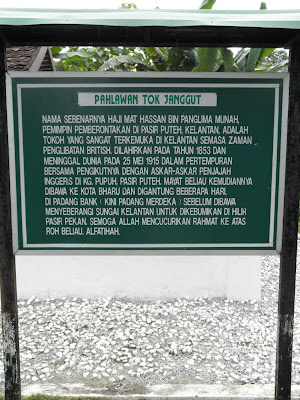 PAHLAWAN TOK JANGGUT
NAMA SEBENARNYA HAJI MAT HASSAN BIN PANGLIMA MUNAH,
PEMIMPIN PEMBERONTAKAN DI PASIR PUTEH, KELANTAN, ADALAH
TOKOH YANG SANGAT TERKEMUKA DI KELANTAN SEMASA ZAMAN
PENGLIBATAN BRITISH. DILAHIRKAN PADA TAHUN 1853 DAN
MENINGGAL DUNIA PADA 25 MEI 1915 DALAM PERTEMPURAN
BERSAMA PENGIKUTNYA DENGAN ASKAR-ASKAR PENJAJAH
INGGERIS DI KG. PUPUH, PASIR PUTEH. MAYAT BELIAU KEMUDIANNYA
DIBAWA KE KOTA BHARU DAN DIGANTUNG BEBERAPA HARI
DI PADANG BANK ( KINI PADANG MERDEKA ) SEBELUM DIBAWA
MENYEBERANGI SUNGAI KELANTAN UNTUK DIKEBUMIKAN DI HILIR
PASIR PEKAN. SEMOGA ALLAH MENCUCURIKAN RAHMAT KE ATAS
ROH BELIAU. ALFATIHAH.